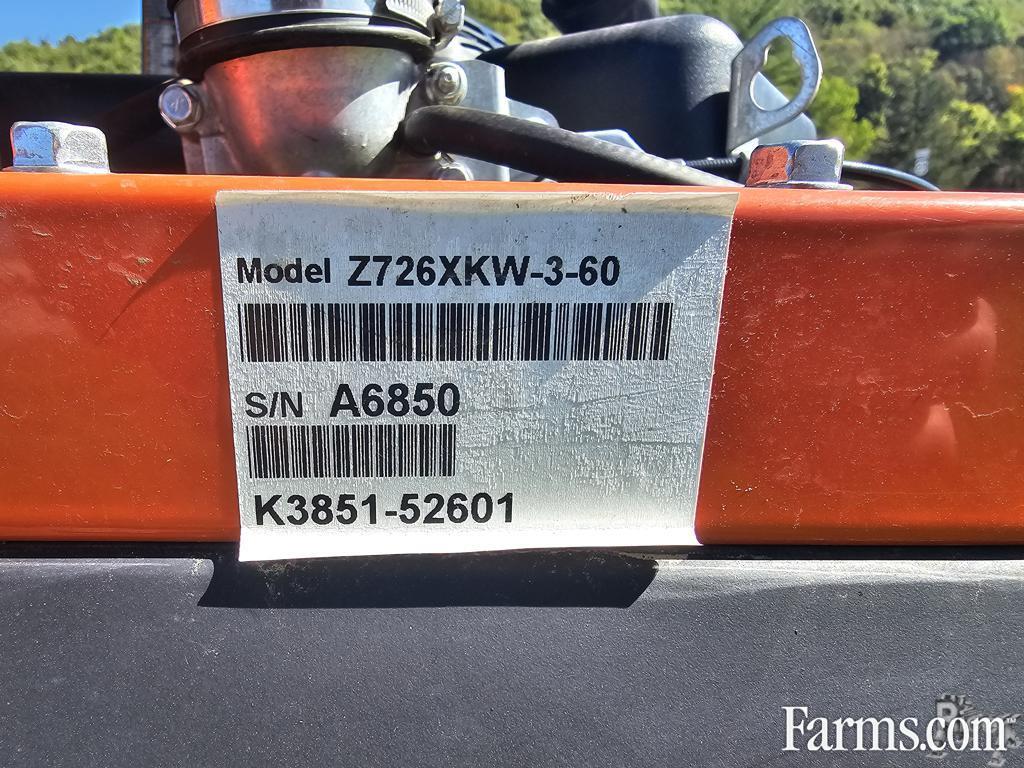 Model Z726XKW-3-60
S/N A6850
K3851-52601
Farms.com